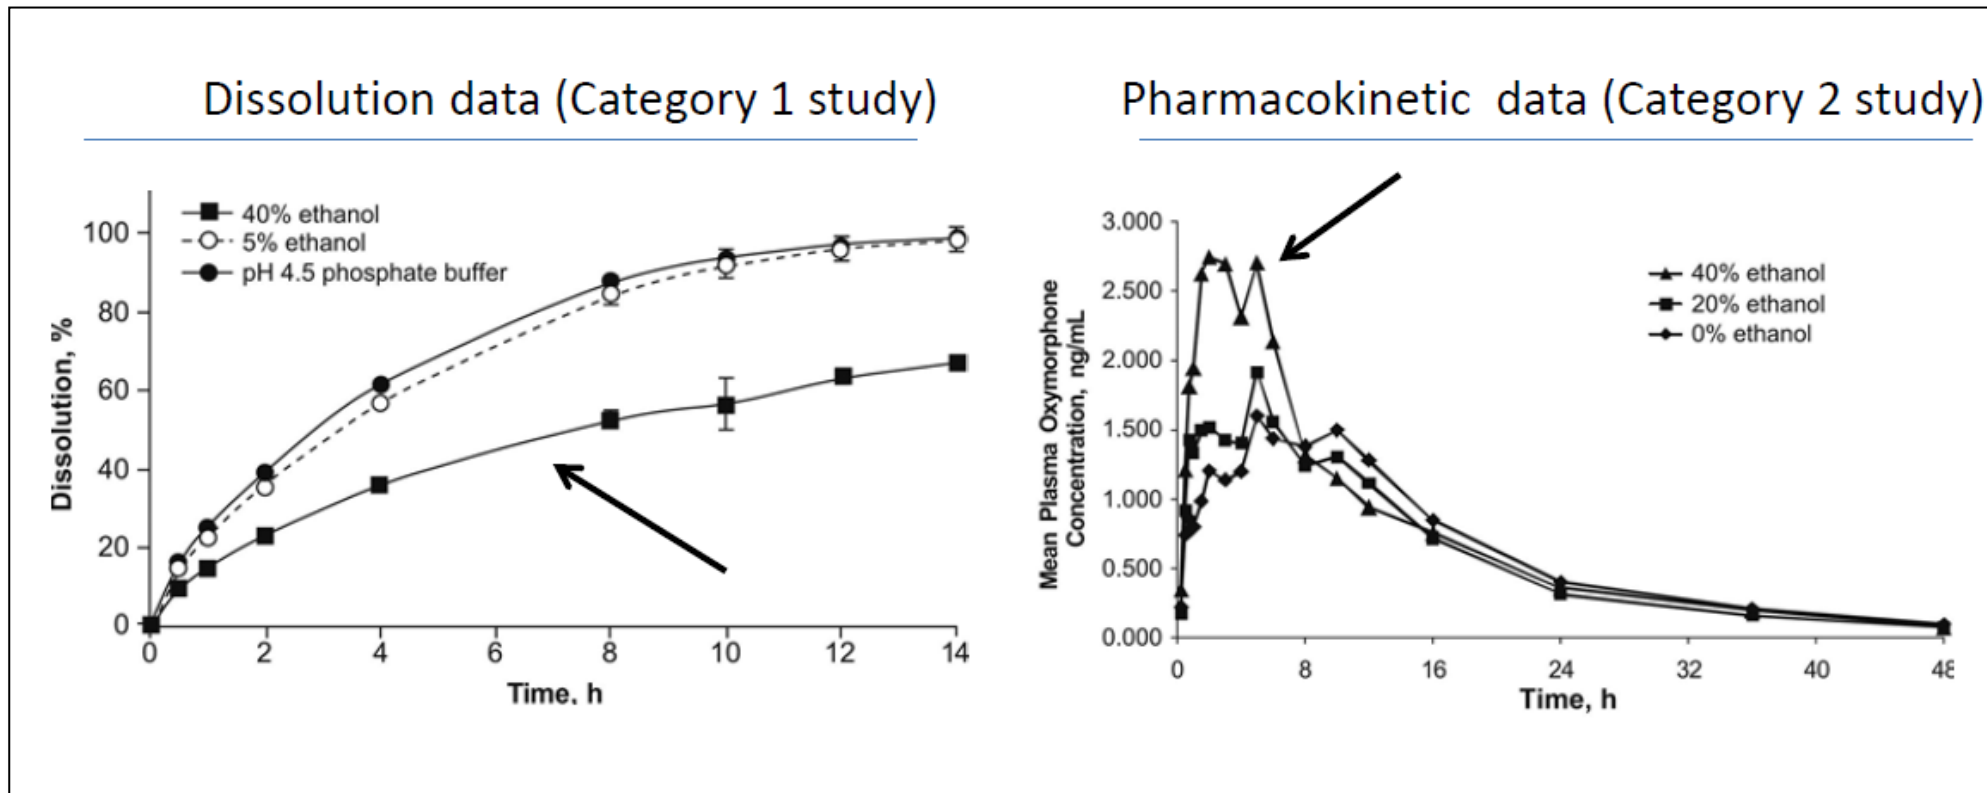 Dissolution data (Category 1 study)
40% ethanol
5% ethanol
pH 4.5 phosphate buffer
100
80
60
40
20
0
Dissolution, %
0 2 4 6 8 10 12 14
Time, h
Pharmacokinetic data (Category 2 study)
3.000
2.500
2.000
1.500
1.000
0.500
0.000
Mean Plasma Oxymorphone
Concentration, ng/mL
40% ethanol
20% ethanol
0% ethanol
0 8 16 24 32 40 48
Time, h